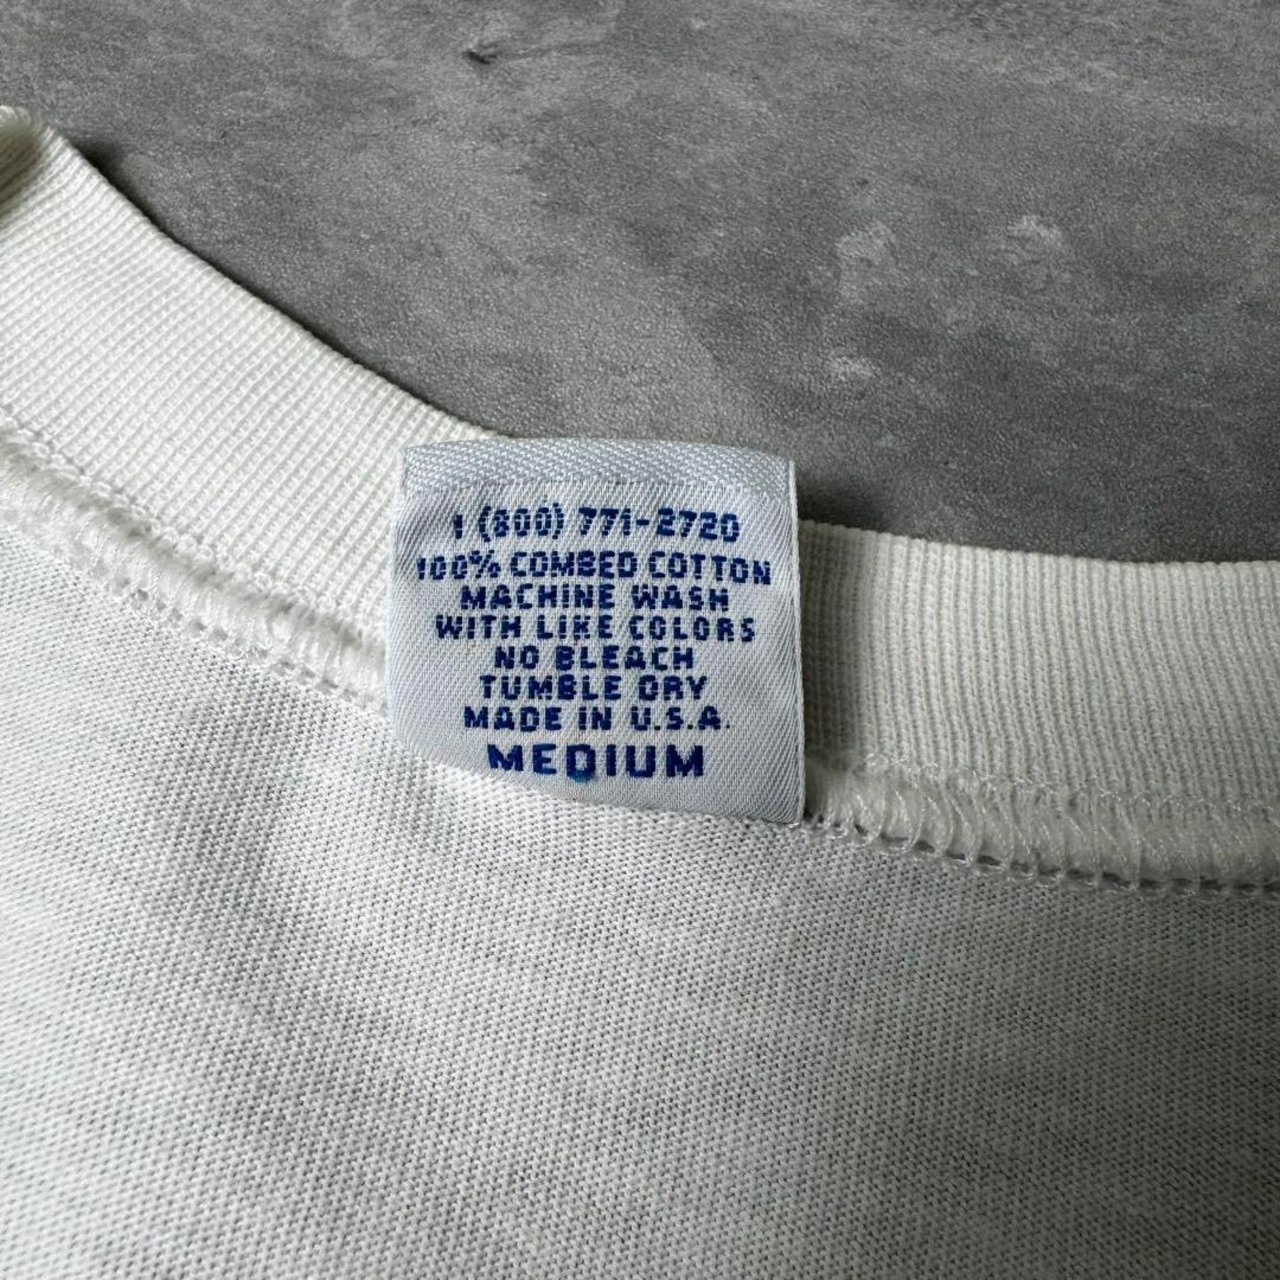 1 (800) 771-2720
100% COMBED COTTON
MACHINE WASH
WITH LIKE COLORS
NO BLEACH
TUMBLE DRY
MADE IN U.S.A.
MEDIUM